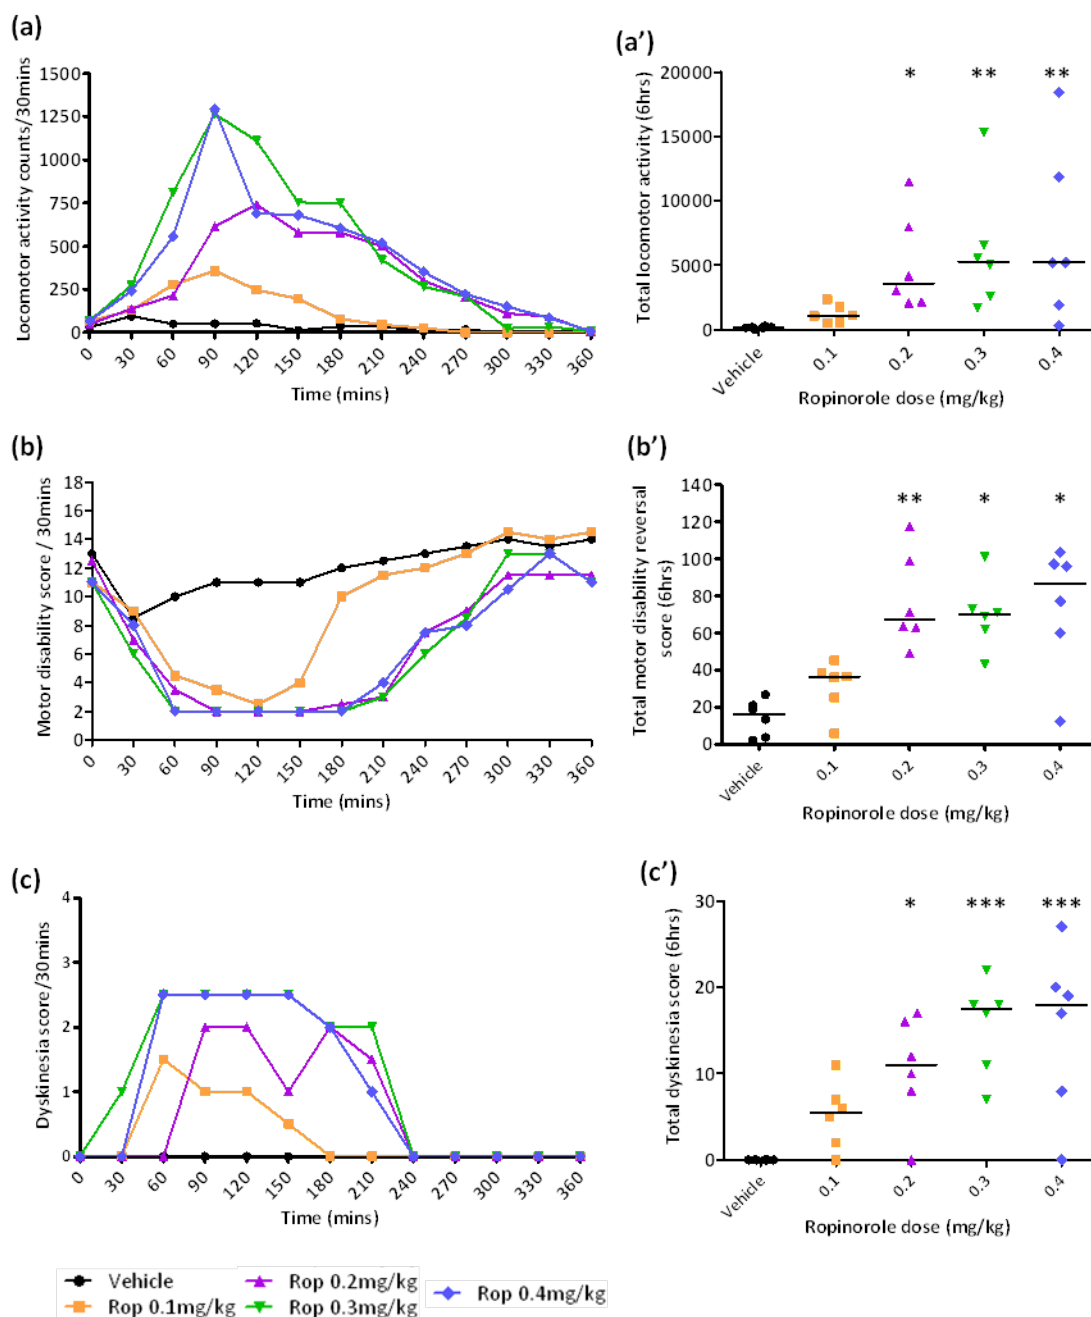 (a)
Locomotor activity counts/30mins
1500
1250
1000
750
500
250
0
0 30 60 90 120 150 180 210 240 270 300 330 360
Time (mins)
(a')
Total locomotor activity (6hrs)
20000
15000
10000
5000
0
* ** **
Vehicle 0.1 0.2 0.3 0.4
Ropinorole dose (mg/kg)
(b)
Motor disability score / 30mins
18
16
14
12
10
8
6
4
2
0
0 30 60 90 120 150 180 210 240 270 300 330 360
Time (mins)
(b')
Total motor disability reversal
score (6hrs)
140
120
100
80
60
40
20
0
** * *
Vehicle 0.1 0.2 0.3 0.4
Ropinorole dose (mg/kg)
(c)
Dyskinesia score/30mins
4
3
2
1
0
0 30 60 90 120 150 180 210 240 270 300 330 360
Time (mins)
(c')
Total dyskinesia score (6hrs)
30
20
10
0
* *** ***
Vehicle 0.1 0.2 0.3 0.4
Ropinorole dose (mg/kg)
Vehicle
Rop 0.1mg/kg
Rop 0.2mg/kg
Rop 0.3mg/kg
Rop 0.4mg/kg